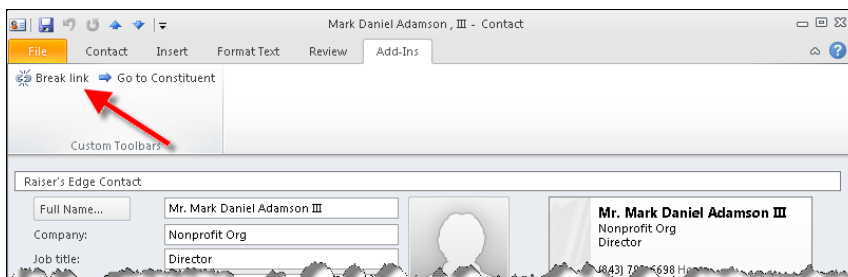 Mark Daniel Adamson , III - Contact
File Contact Insert Format Text Review Add-Ins
Break link Go to Constituent
Custom Toolbars
Raiser's Edge Contact
Full Name... Mr. Mark Daniel Adamson III
Company: Nonprofit Org
Job title: Director
Mr. Mark Daniel Adamson III
Nonprofit Org
Director
(843)